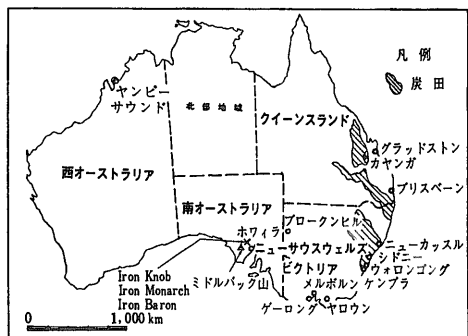 凡例
炭田
ヤンピー
サウンド
北部地域
クイーンスランド
グラッドストン
カヤンガ
西オーストラリア
ブリスベーン
南オーストラリア
ブロークンヒル
ホワィラ
ニューサウスウェルズ
ニューカッスル
シドニー
ウォロンゴング
ケンブラ
ビクトリア
Iron Knob
Iron Monarch
Iron Baron
ミドルバック山
メルボルン
ヤロウン
ゲーロング
0 1,000km